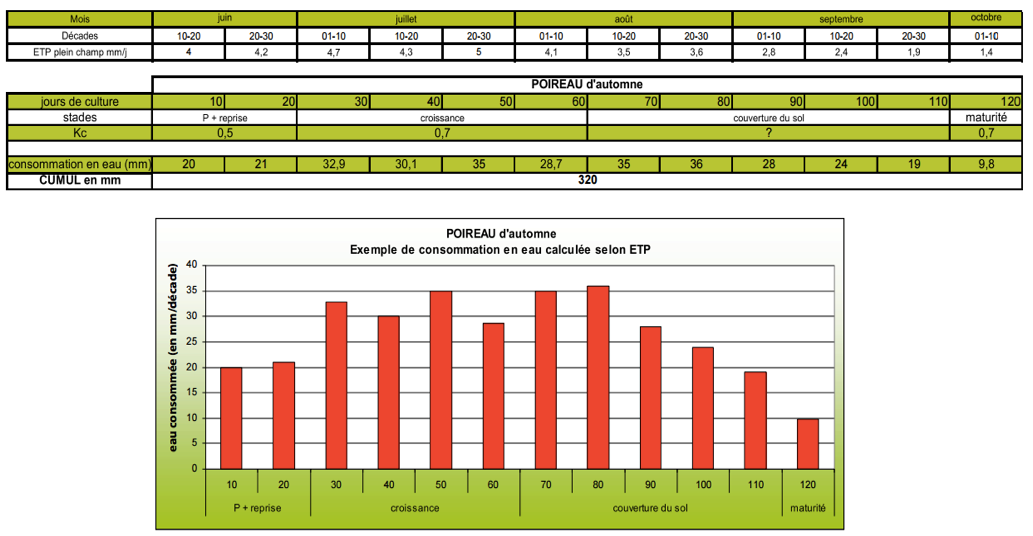 Mois juin juillet août septembre octobre
Décades 10-20 20-30 01-10 10-20 20-30 01-10 10-20 20-30 01-10 10-20 20-30 01-10
ETP plein champ mm/j 4 4,2 4,7 4,3 5 4,1 3,5 3,6 2,8 2,4 1,9 1,4
POIREAU d'automne
jours de culture 10 20 30 40 50 60 70 80 90 100 110 120
stades P + reprise croissance couverture du sol maturité
Kc 0,5 0,7 ? 0,7
consommation en eau (mm) 20 21 32,9 30,1 35 28,7 35 36 28 24 19 9,8
CUMUL en mm 320
POIREAU d'automne
Exemple de consommation en eau calculée selon ETP
eau consommée (en mm/décade)
40
35
30
25
20
15
10
5
0
10 20 30 40 50 60 70 80 90 100 110 120
P + reprise croissance couverture du sol maturité